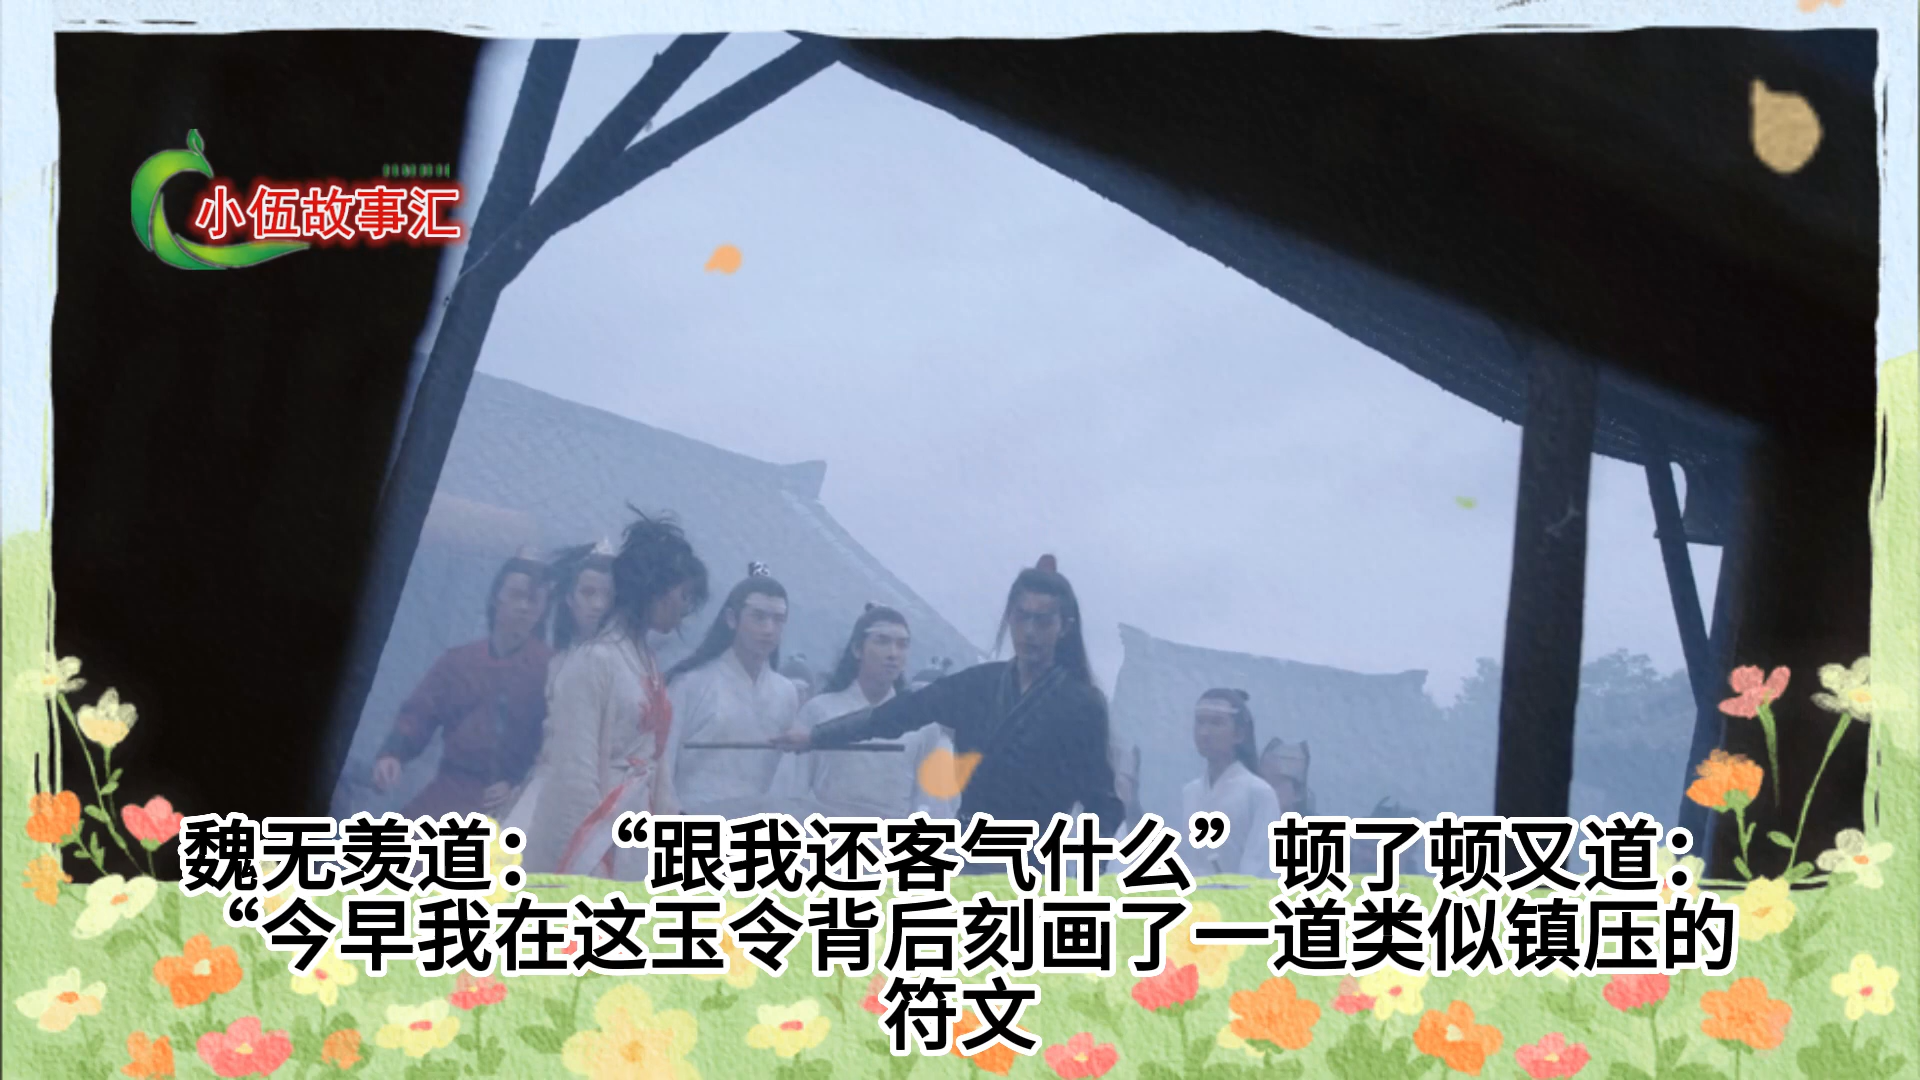 小伍故事汇
魏无羡道：“跟我还客气什么”顿了顿又道：
“今早我在这玉令背后刻画了一道类似镇压的
符文